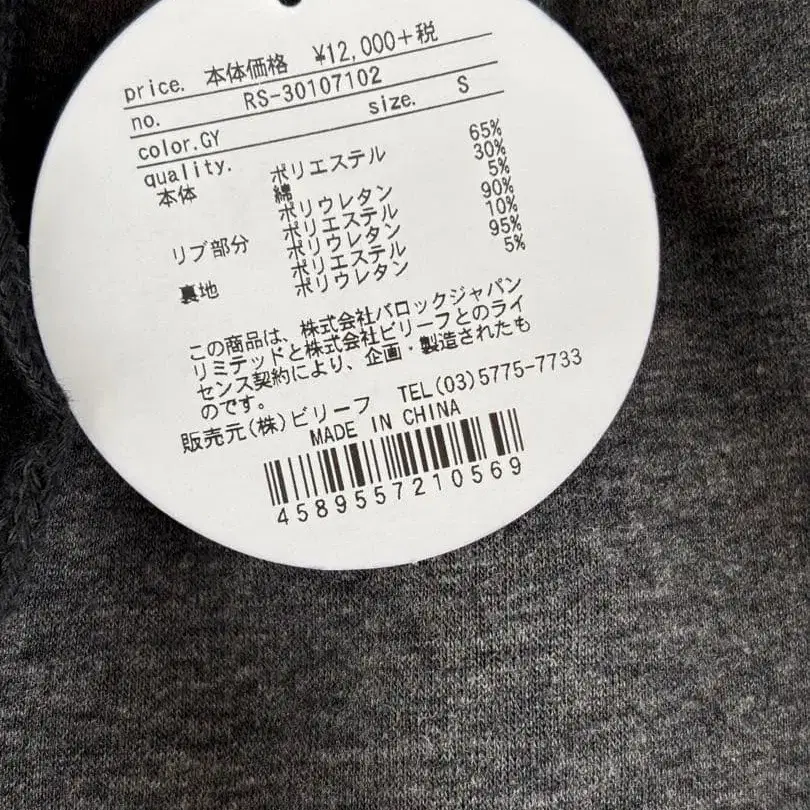 price. 本体価格 ¥12,000+税
no. RS-30107102
color.GY size. S
quality.
本体 ポリエステル 65%
綿 30%
ポリウレタン 5%
リブ部分 ポリエステル 90%
ポリウレタン 10%
裏地 ポリエステル 95%
ポリウレタン 5%
この商品は、株式会社バロックジャパン
リミテッドと株式会社ビリーフとのライ
センス契約により、企画・製造されたも
のです。
販売元(株)ビリーフ TEL(03)5775-7733
MADE IN CHINA
4589557210569